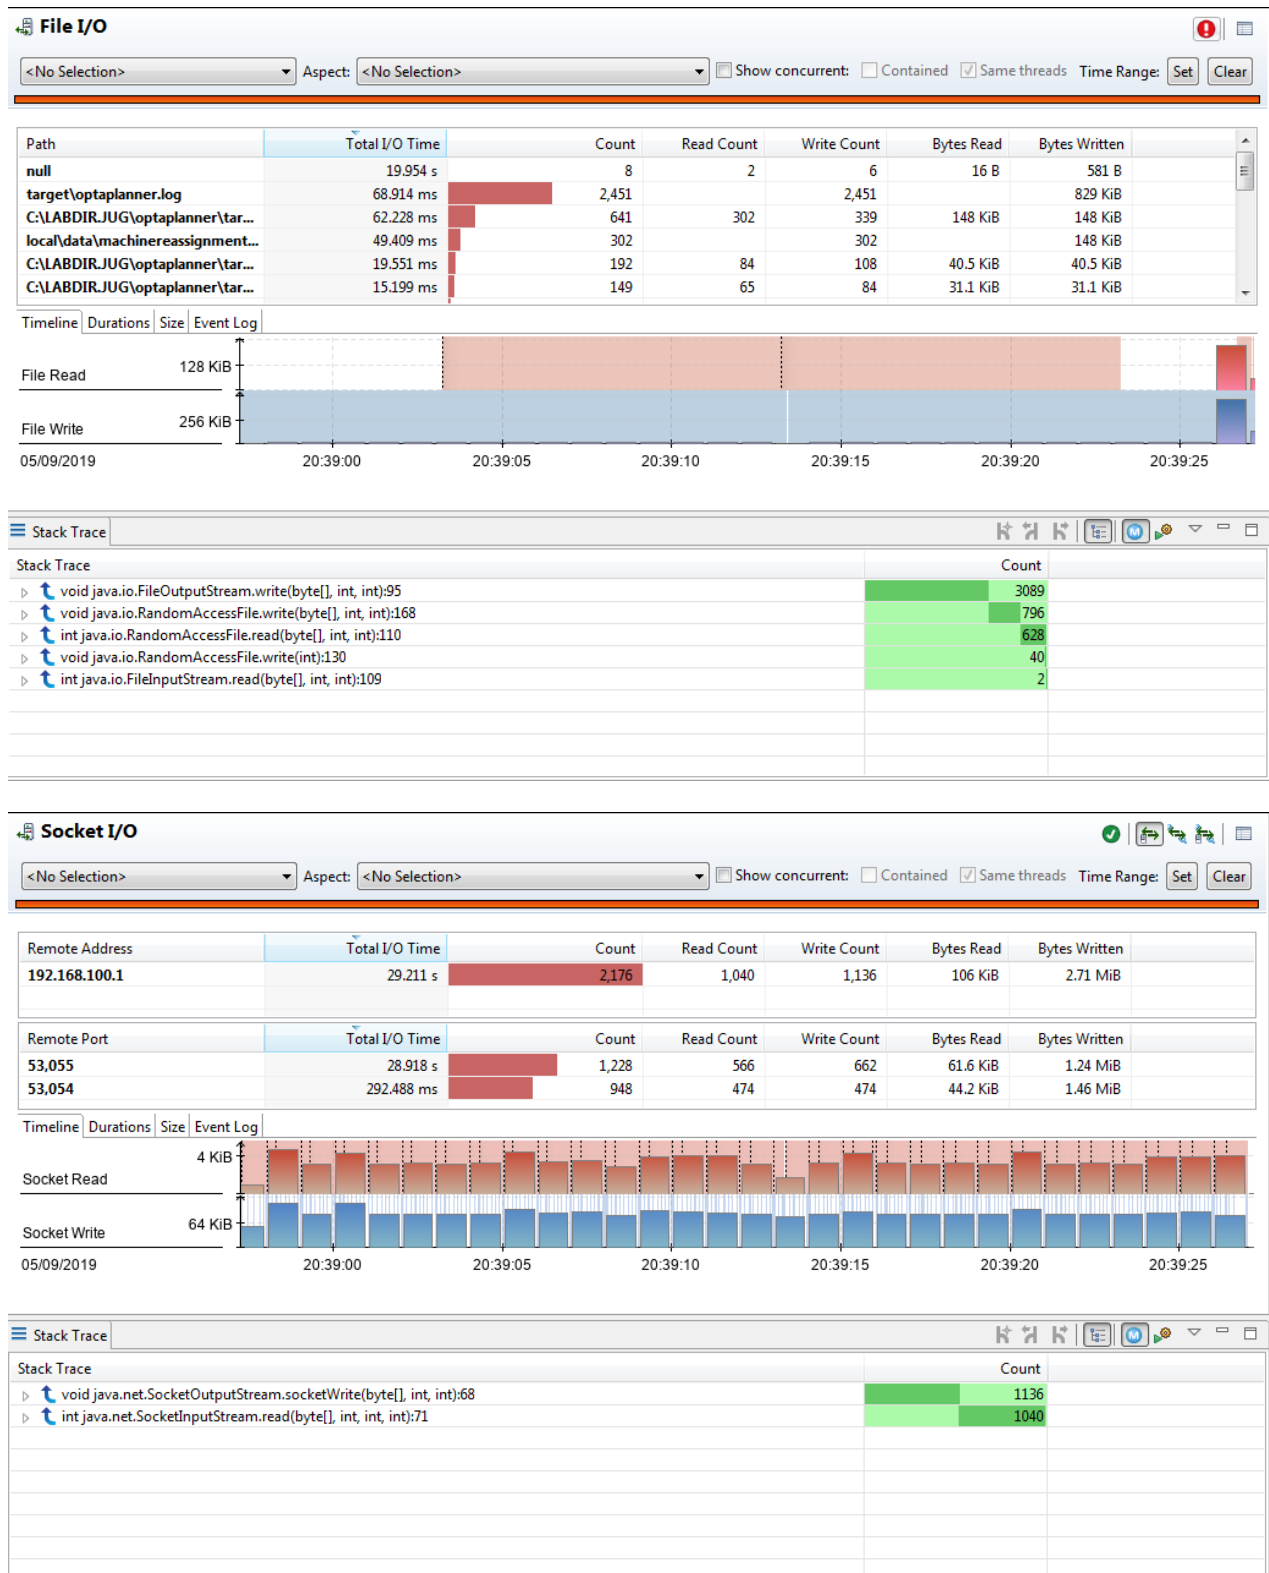 File I/O
<No Selection> Aspect: <No Selection> Show concurrent: Contained Same threads Time Range: Set Clear
Path Total I/O Time Count Read Count Write Count Bytes Read Bytes Written
null 19.954 s 8 2 6 16 B 581 B
target\optaplanner.log 68.914 ms 2,451 2,451 829 KiB
C:\LABDIR.JUG\optaplanner\tar... 62.228 ms 641 302 339 148 KiB 148 KiB
local\data\machinereassignment... 49.409 ms 302 302 148 KiB
C:\LABDIR.JUG\optaplanner\tar... 19.551 ms 192 84 108 40.5 KiB 40.5 KiB
C:\LABDIR.JUG\optaplanner\tar... 15.199 ms 149 65 84 31.1 KiB 31.1 KiB
Timeline Durations Size Event Log
128 KiB
File Read
256 KiB
File Write
05/09/2019 20:39:00 20:39:05 20:39:10 20:39:15 20:39:20 20:39:25
Stack Trace
Stack Trace Count
void java.io.FileOutputStream.write(byte[], int, int):95 3089
void java.io.RandomAccessFile.write(byte[], int, int):168 796
int java.io.RandomAccessFile.read(byte[], int, int):110 628
void java.io.RandomAccessFile.write(int):130 40
int java.io.FileInputStream.read(byte[], int, int):109 2
Socket I/O
<No Selection> Aspect: <No Selection> Show concurrent: Contained Same threads Time Range: Set Clear
Remote Address Total I/O Time Count Read Count Write Count Bytes Read Bytes Written
192.168.100.1 29.211 s 2,176 1,040 1,136 106 KiB 2.71 MiB
Remote Port Total I/O Time Count Read Count Write Count Bytes Read Bytes Written
53,055 28.918 s 1,228 566 662 61.6 KiB 1.24 MiB
53,054 292.488 ms 948 474 474 44.2 KiB 1.46 MiB
Timeline Durations Size Event Log
4 KiB
Socket Read
64 KiB
Socket Write
05/09/2019 20:39:00 20:39:05 20:39:10 20:39:15 20:39:20 20:39:25
Stack Trace
Stack Trace Count
void java.net.SocketOutputStream.socketWrite(byte[], int, int):68 1136
int java.net.SocketInputStream.read(byte[], int, int, int):71 1040